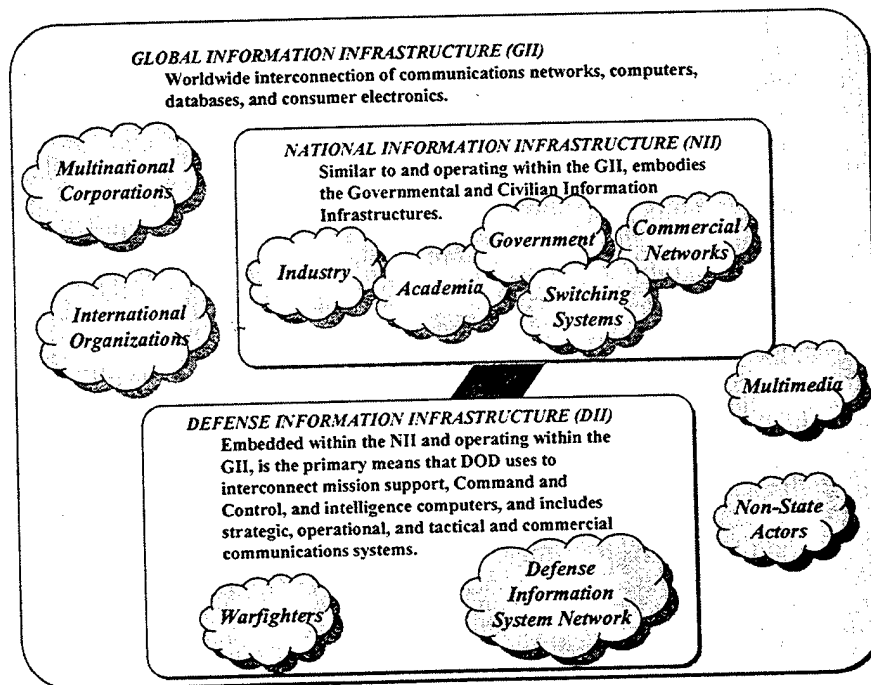 GLOBAL INFORMATION INFRASTRUCTURE (GII)
Worldwide interconnection of communications networks, computers,
databases, and consumer electronics.
Multinational
Corporations
International
Organizations
NATIONAL INFORMATION INFRASTRUCTURE (NII)
Similar to and operating within the GII, embodies
the Governmental and Civilian Information
Infrastructures.
Industry
Academia
Government
Switching
Systems
Commercial
Networks
Multimedia
Non-State
Actors
DEFENSE INFORMATION INFRASTRUCTURE (DII)
Embedded within the NII and operating within the
GII, is the primary means that DOD uses to
interconnect mission support, Command and
Control, and intelligence computers, and includes
strategic, operational, and tactical and commercial
communications systems.
Warfighters
Defense
Information
System Network